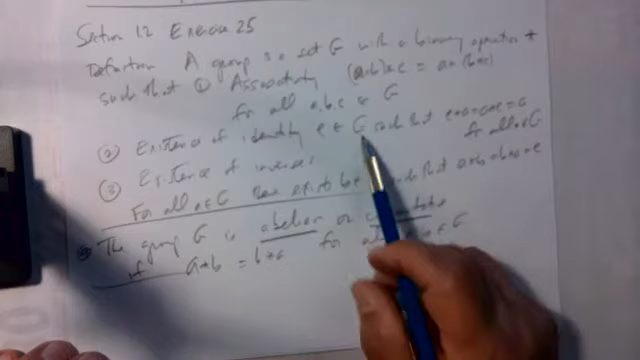 Section 1.2 Exercise 25
Definition A group is a set G with a binary operation *
such that ① Associativity (a*b)*c = a*(b*c)
for all a,b,c ∈ G
② Existence of identity e ∈ G such that e*a=a*e=a
for all a∈G
③ Existence of inverses
For all a∈G there exists b∈ such that a*b=b*a=e
The group G is abelian or
if a*b = b*a for all b ∈ G